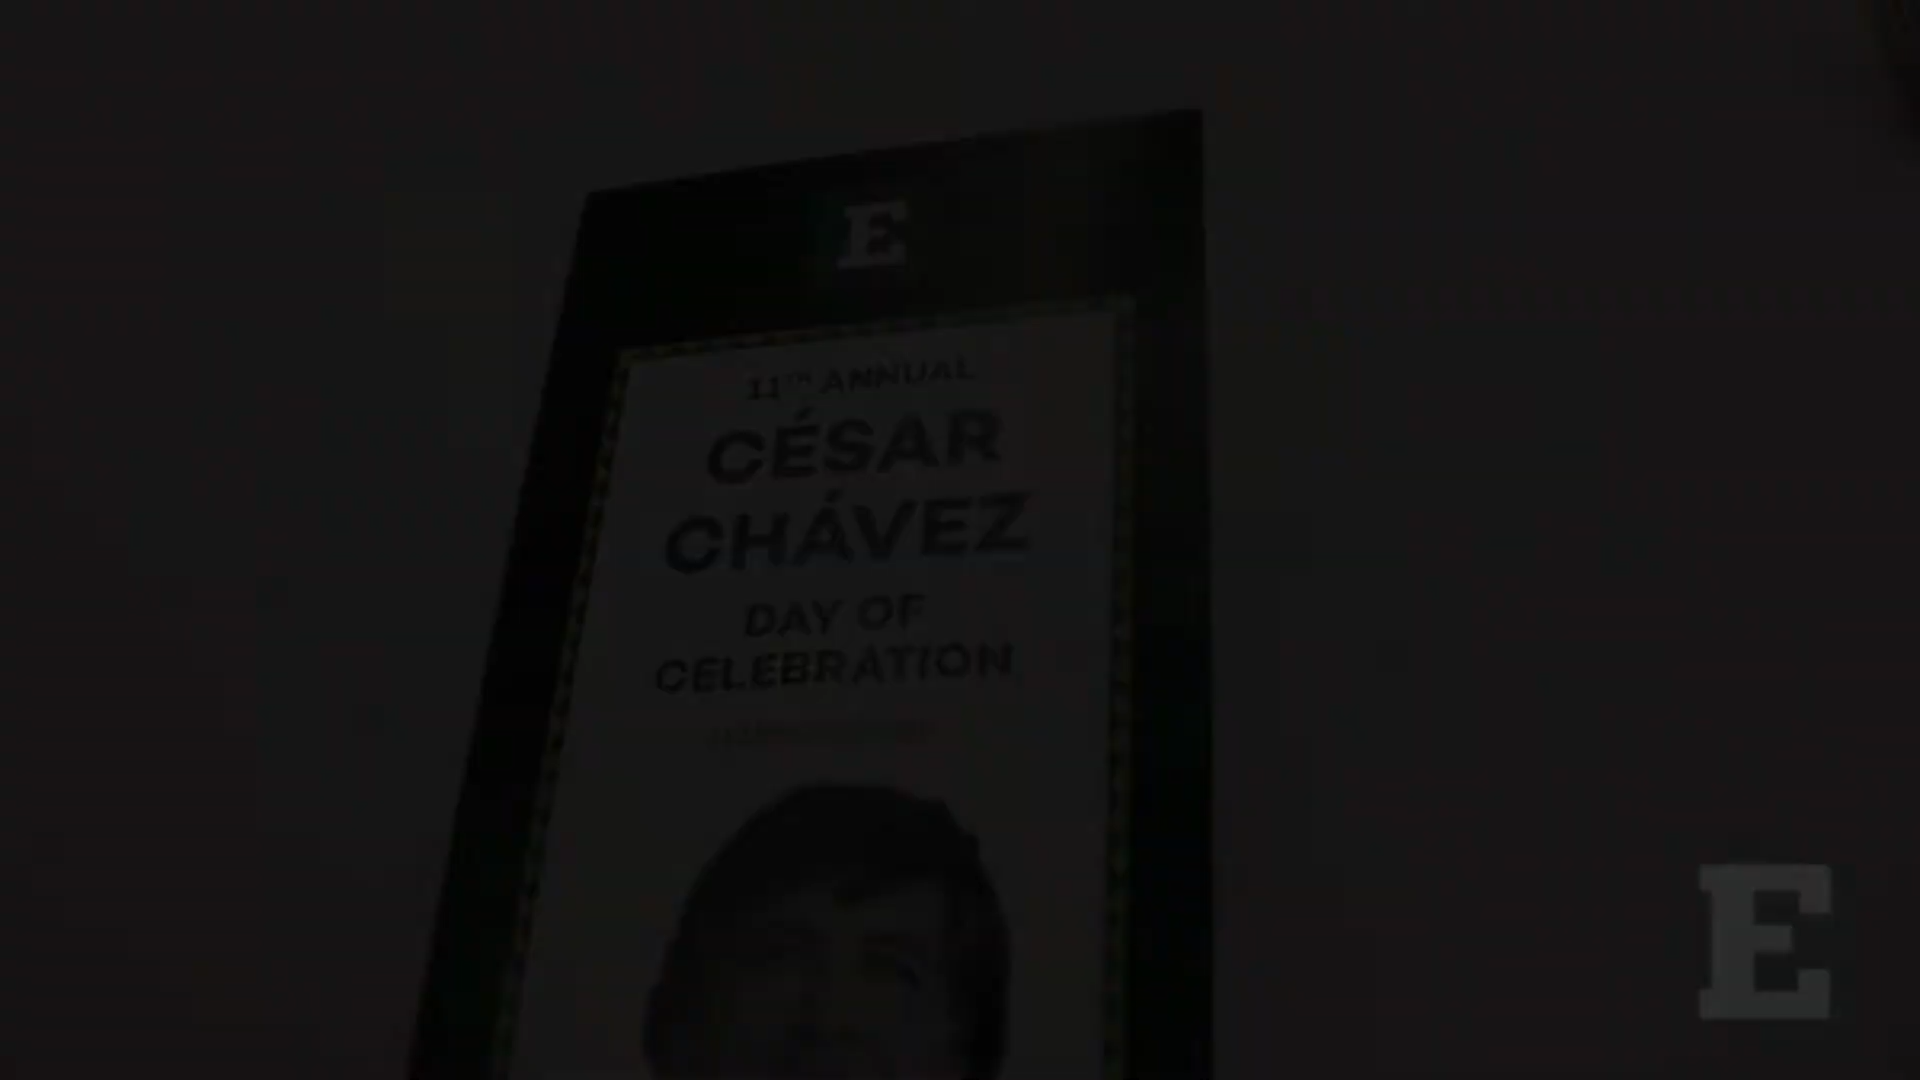 E
11TH ANNUAL
CÉSAR
CHÁVEZ
DAY OF
CELEBRATION
E